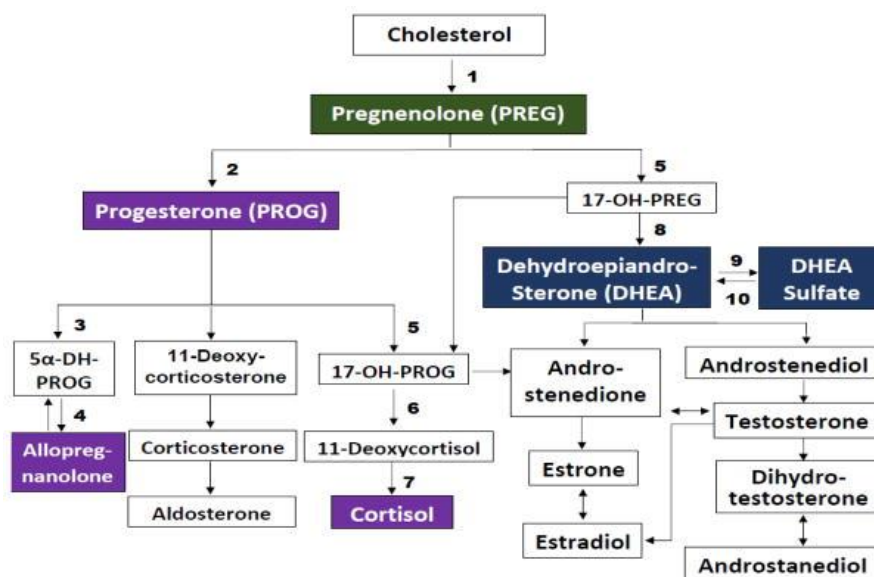 Cholesterol
1
Pregnenolone (PREG)
2
5
Progesterone (PROG)
17-OH-PREG
8
Dehydroepiandro-
Sterone (DHEA)
9
10
DHEA
Sulfate
3
5
5α-DH-
PROG
11-Deoxy-
corticosterone
17-OH-PROG
Andro-
stenedione
Androstenediol
4
6
Testosterone
Allopreg-
nanolone
Corticosterone
11-Deoxycortisol
Estrone
Dihydro-
testosterone
7
Aldosterone
Cortisol
Estradiol
Androstanediol